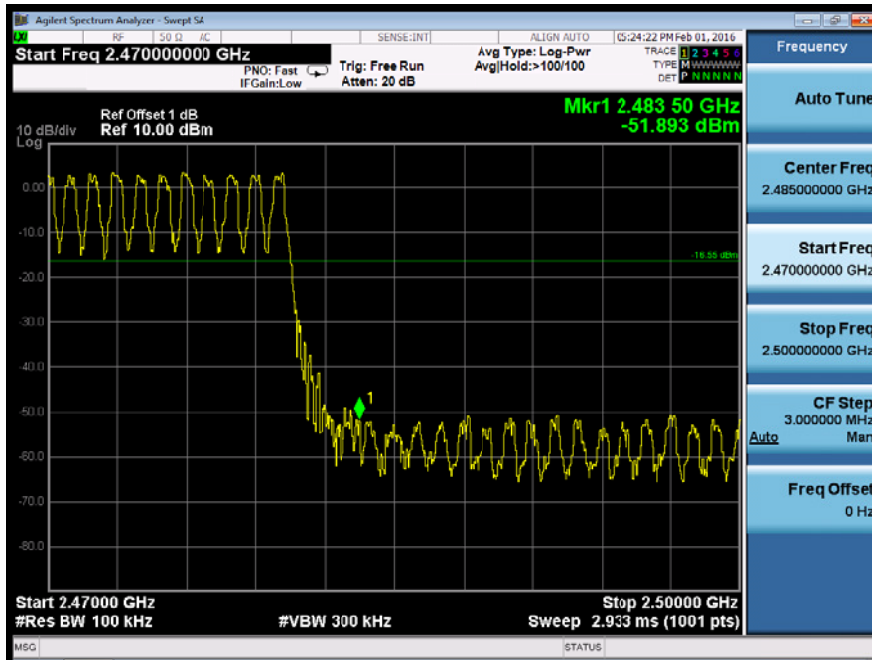 Agilent Spectrum Analyzer - Swept SA
RF 50 Ω AC SENSE:INT ALIGN AUTO 05:24:22 PM Feb 01, 2016
Start Freq 2.470000000 GHz
PNO: Fast
IFGain:Low
Trig: Free Run
Atten: 20 dB
Avg Type: Log-Pwr
Avg|Hold:>100/100
TRACE 1 2 3 4 5 6
TYPE M W W W W W
DET P N N N N N
Mkr1 2.483 50 GHz
-51.893 dBm
Ref Offset 1 dB
10 dB/div Ref 10.00 dBm
Log
0.00
-10.0
-16.55 dBm
-20.0
-30.0
-40.0
1
-50.0
-60.0
-70.0
-80.0
Start 2.47000 GHz Stop 2.50000 GHz
#Res BW 100 kHz #VBW 300 kHz Sweep 2.933 ms (1001 pts)
MSG STATUS
Frequency
Auto Tune
Center Freq
2.485000000 GHz
Start Freq
2.470000000 GHz
Stop Freq
2.500000000 GHz
CF Step
3.000000 MHz
Auto Man
Freq Offset
0 Hz